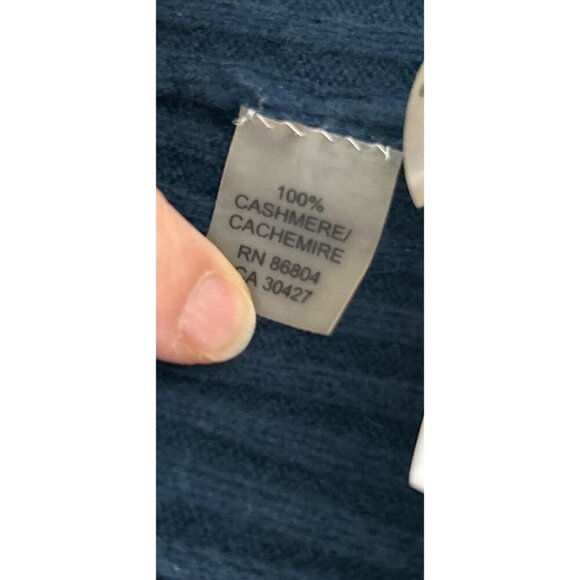 100%
CASHMERE/
CACHEMIRE
RN 86804
CA 30427